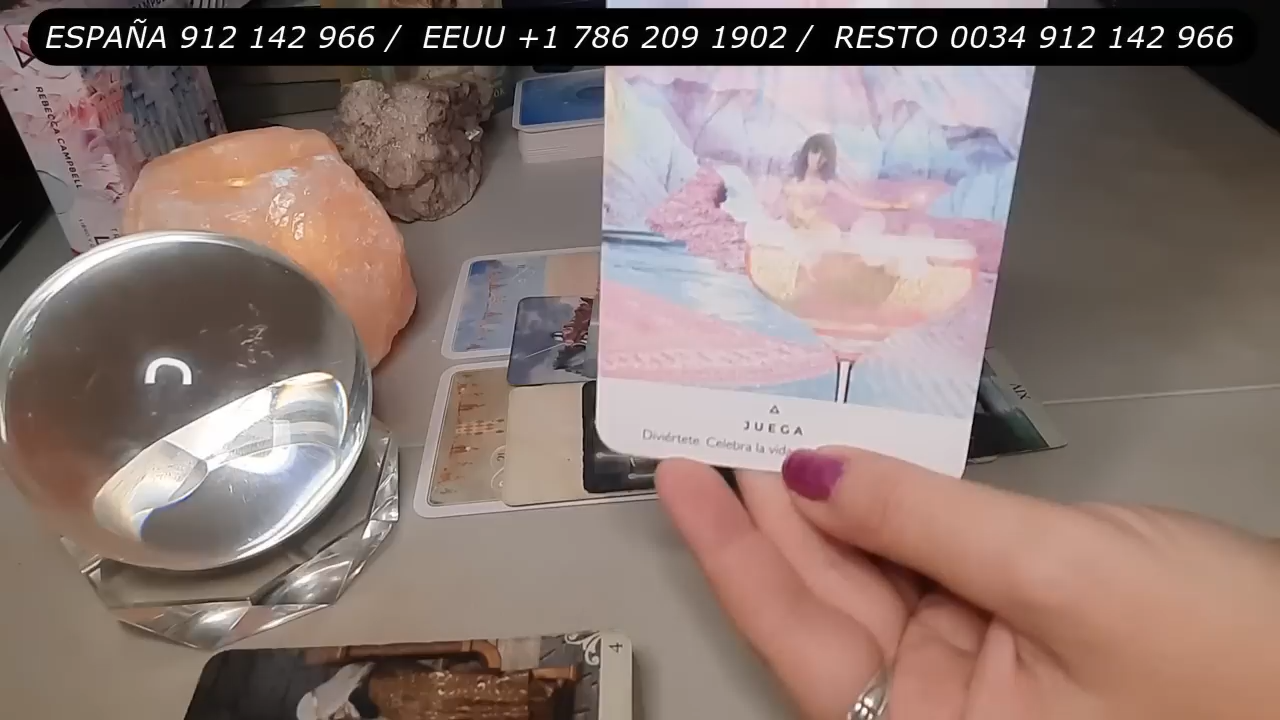 ESPAÑA 912 142 966 / EEUU +1 786 209 1902 / RESTO 0034 912 142 966
REBECCA CAMPBELL
JUEGA
Diviértete. Celebra la vida
4
XIX